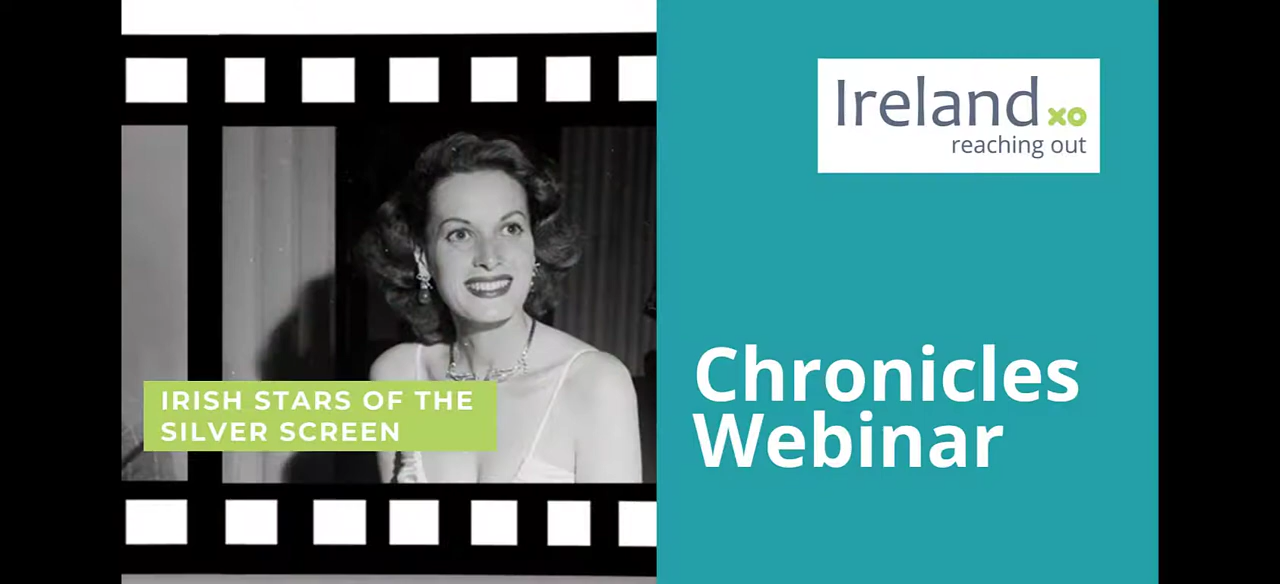 IRISH STARS OF THE
SILVER SCREEN
Ireland xo
reaching out
Chronicles
Webinar